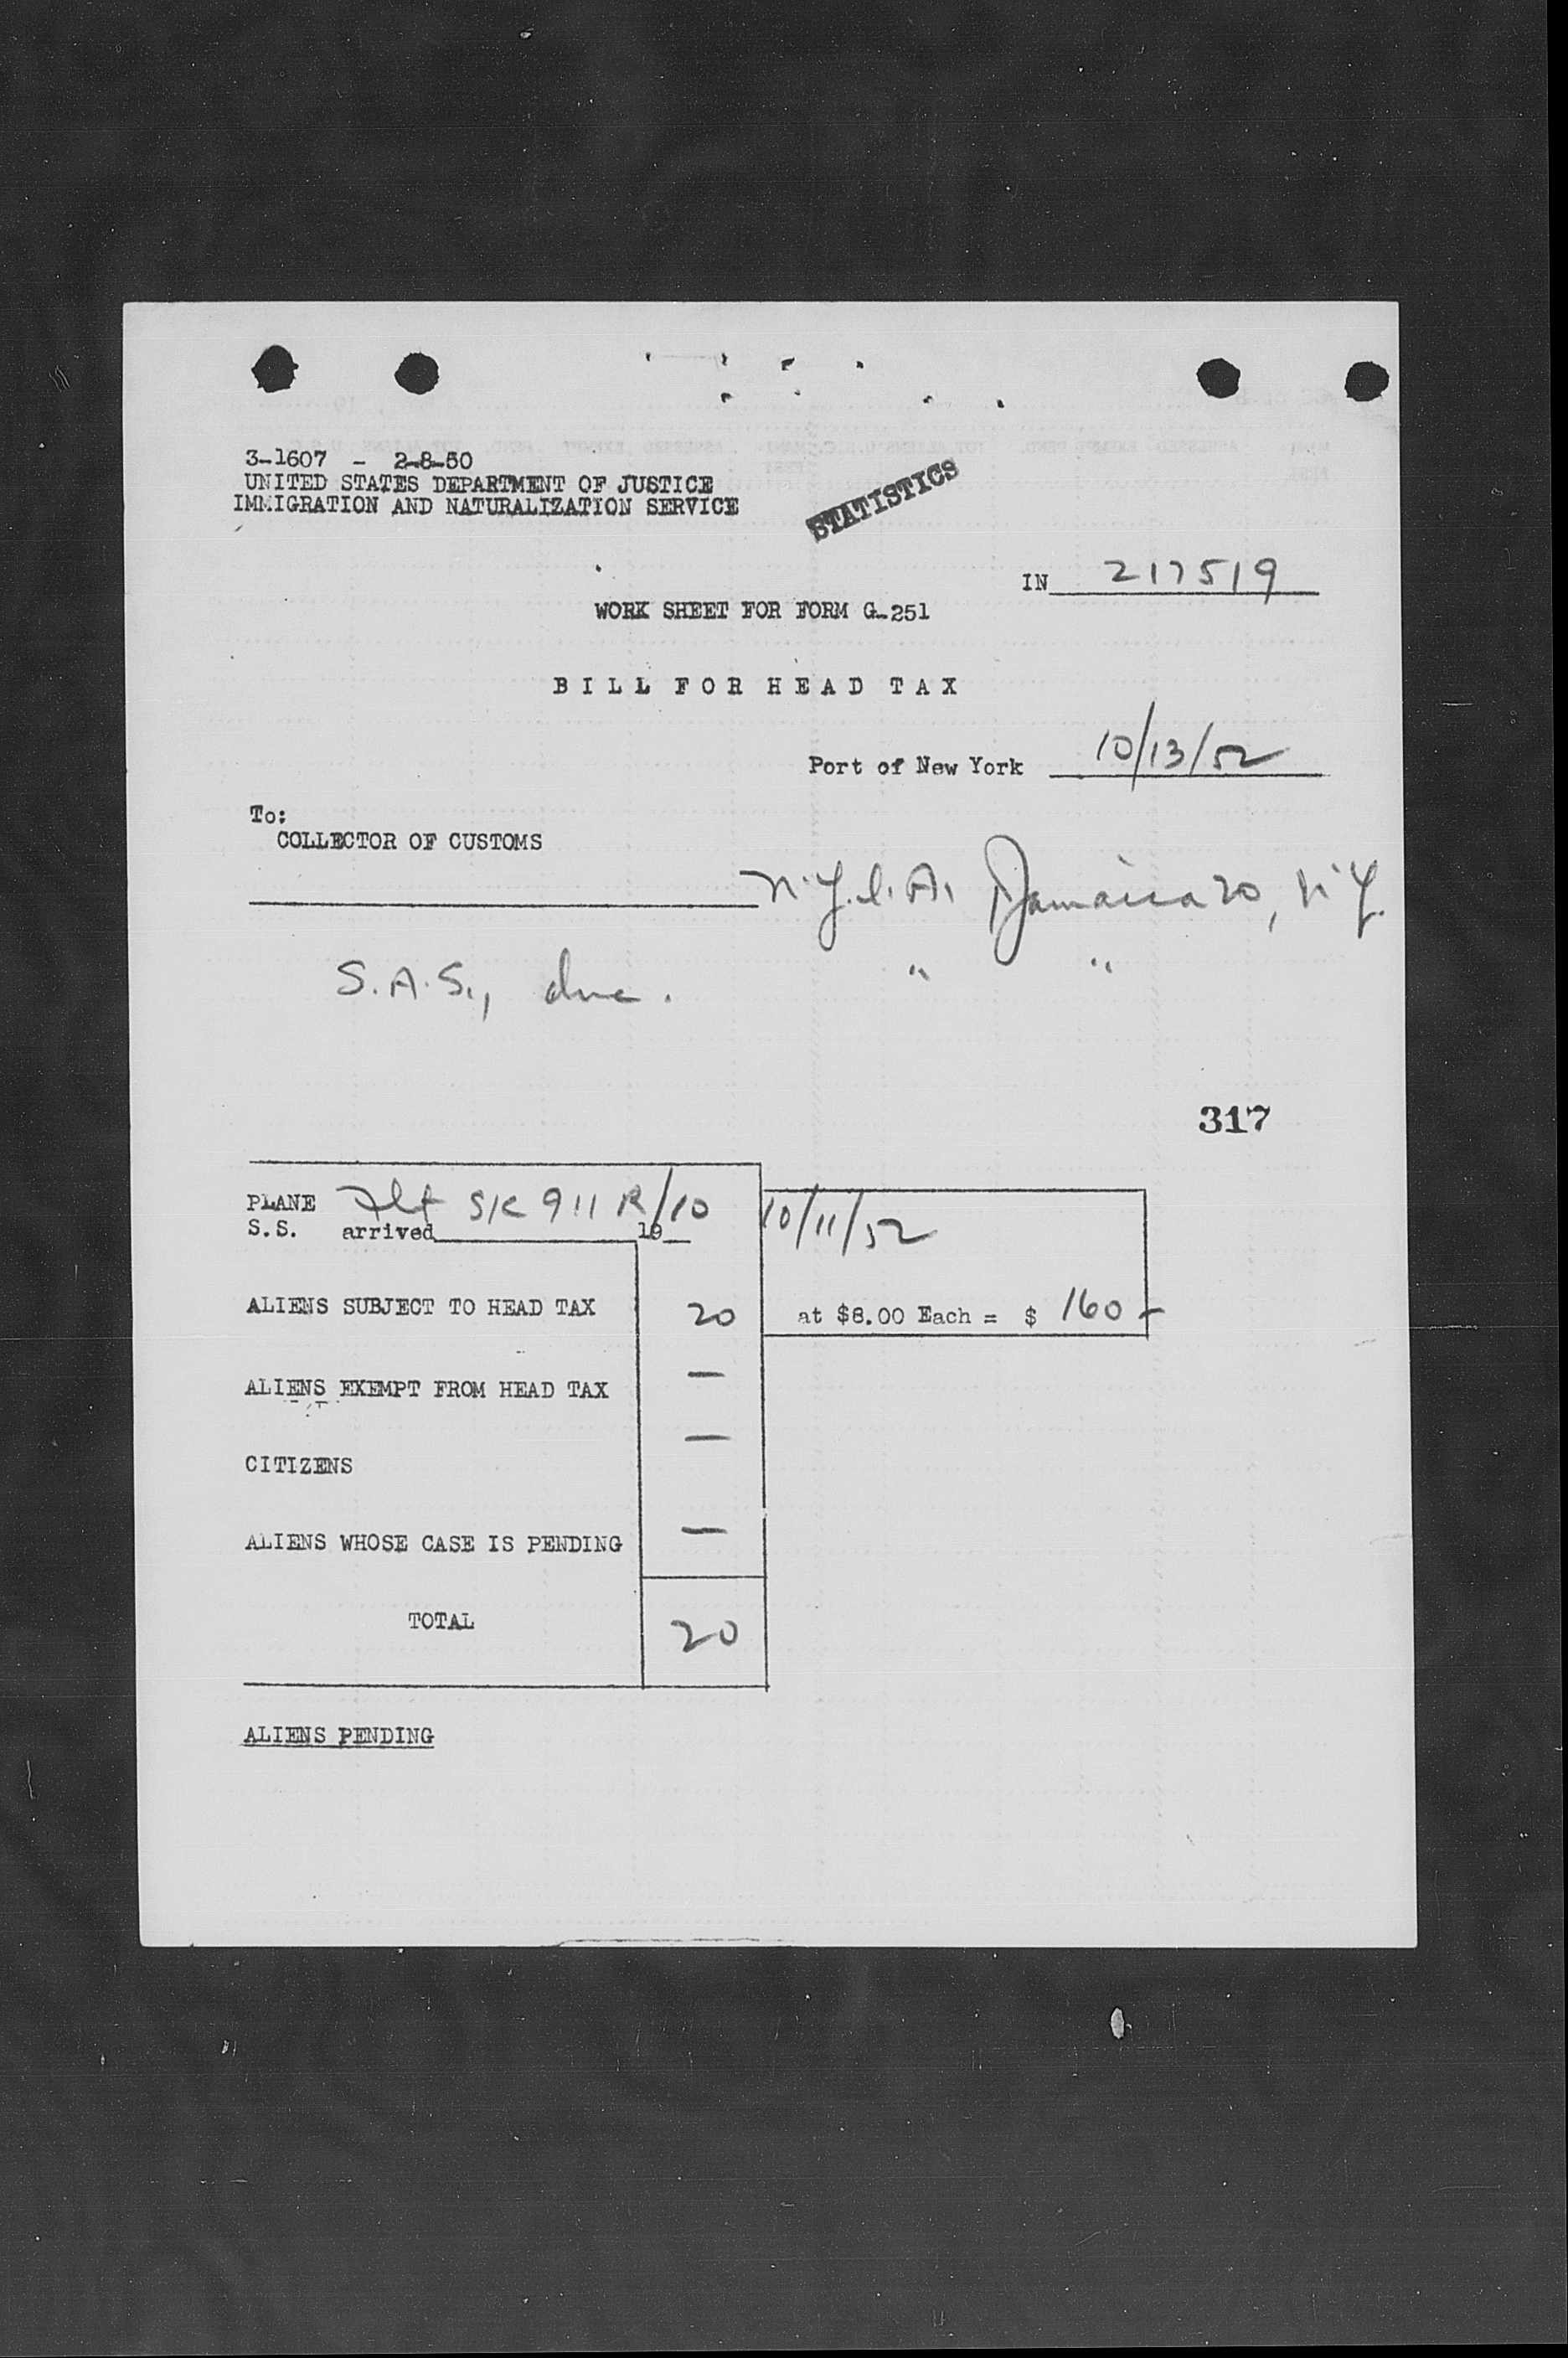 3-1607 - 2-8-50
UNITED STATES DEPARTMENT OF JUSTICE
IMMIGRATION AND NATURALIZATION SERVICE
STATISTICS
IN 217519
WORK SHEET FOR FORM G-251
BILL FOR HEAD TAX
Port of New York 10/13/52
To:
COLLECTOR OF CUSTOMS
N.Y.I.A. Jamaica 20, N.Y.
S.A.S., Inc. " "
317
PLANE Flt SK 911 R/10 10/11/52
S.S. arrived 19
ALIENS SUBJECT TO HEAD TAX 20 at $8.00 Each = $ 160 -
ALIENS EXEMPT FROM HEAD TAX —
CITIZENS —
ALIENS WHOSE CASE IS PENDING —
TOTAL 20
ALIENS PENDING